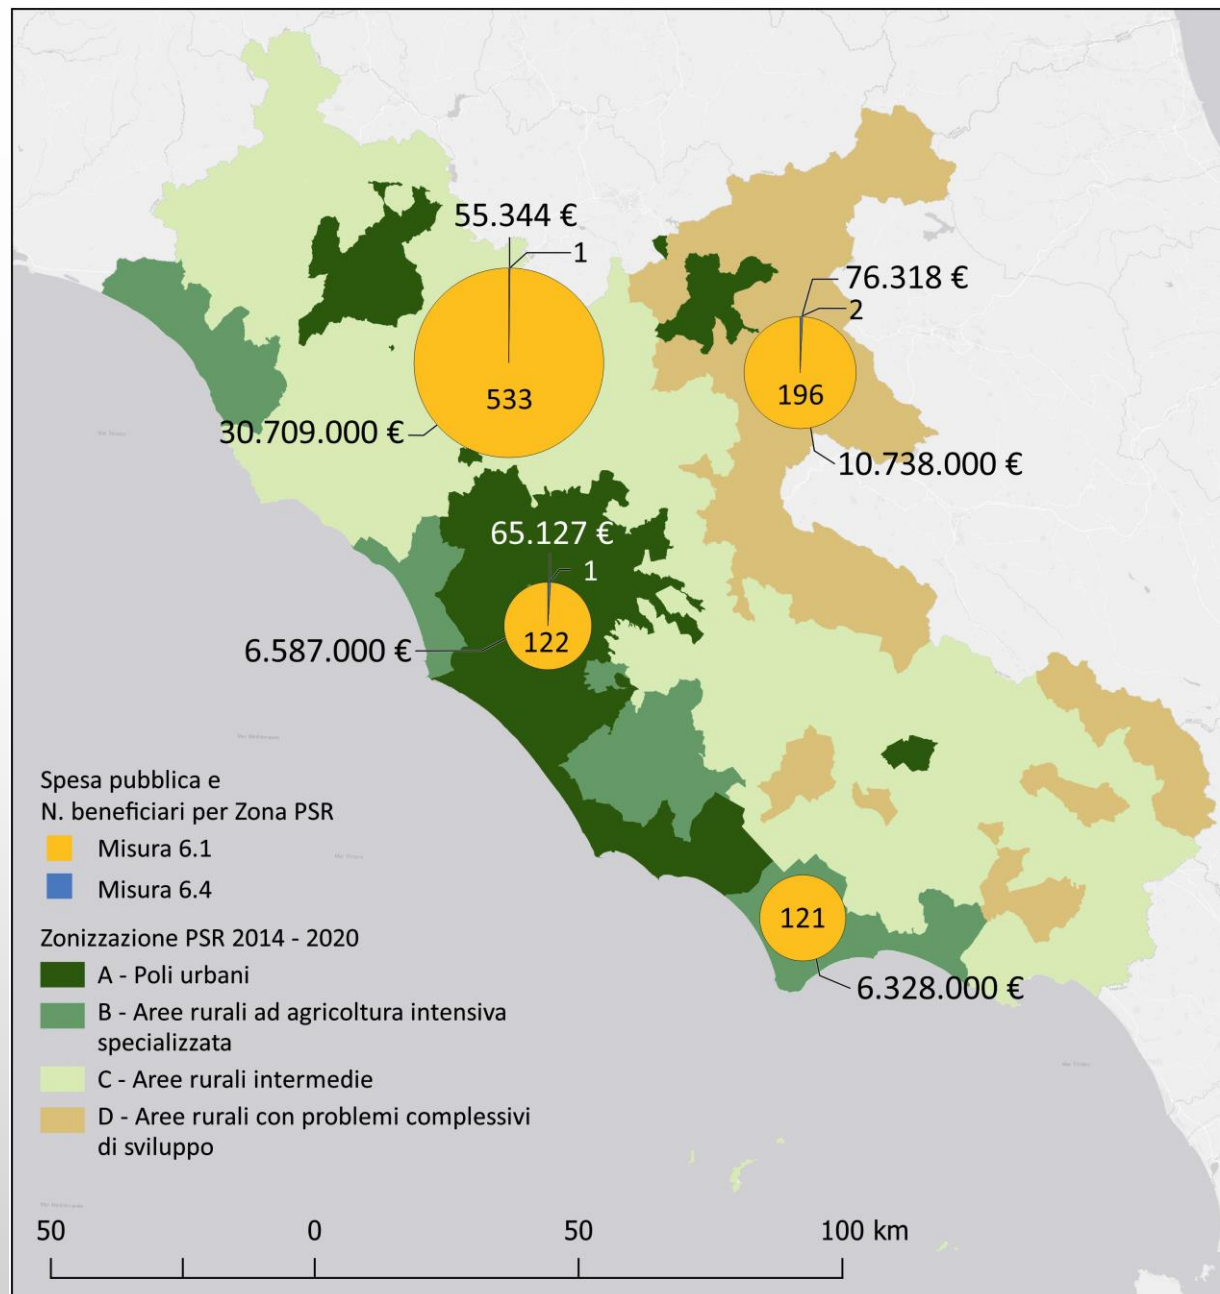 55.344 €
1
76.318 €
2
533
196
30.709.000 €
10.738.000 €
65.127 €
1
122
6.587.000 €
121
6.328.000 €
Spesa pubblica e
N. beneficiari per Zona PSR
Misura 6.1
Misura 6.4
Zonizzazione PSR 2014 - 2020
A - Poli urbani
B - Aree rurali ad agricoltura intensiva
specializzata
C - Aree rurali intermedie
D - Aree rurali con problemi complessivi
di sviluppo
50 0 50 100 km